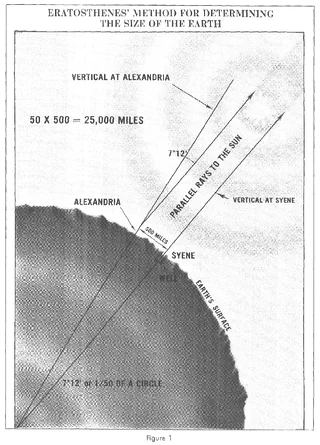 ERATOSTHENES' METHOD FOR DETERMINING
THE SIZE OF THE EARTH
VERTICAL AT ALEXANDRIA
50 X 500 = 25,000 MILES
7°12'
PARALLEL RAYS TO THE SUN
VERTICAL AT SYENE
ALEXANDRIA
500 MILES
SYENE
WELL
EARTH'S SURFACE
7°12' or 1/50 OF A CIRCLE
Figure 1